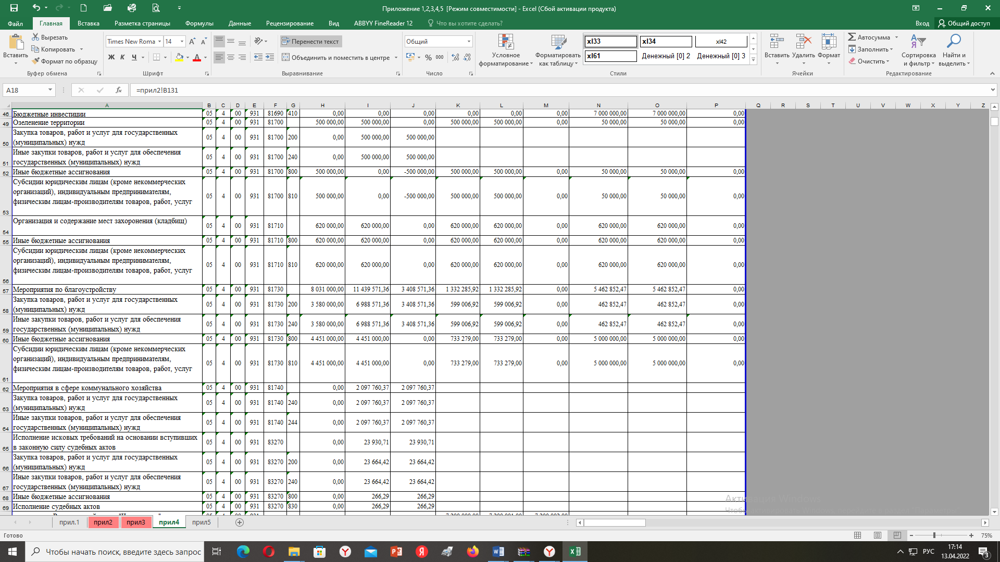 Приложение 1,2,3,4,5  [Режим совместимости] - Excel (Сбой активации продукта)
Файл Главная Вставка Разметка страницы Формулы Данные Рецензирование Вид ABBYY FineReader 12 Что вы хотите сделать? Вход Общий доступ
Вставить Вырезать Копировать Формат по образцу Буфер обмена
Times New Roma 14 Ж К Ч А Шрифт
Перенести текст Объединить и поместить в центре Выравнивание
Общий % 000 Число
Условное форматирование Форматировать как таблицу
xl33 xl34 xl42
xl61 Денежный [0] 2 Денежный [0] 3
Стили
Вставить Удалить Формат Ячейки
Автосумма Заполнить Очистить Сортировка и фильтр Найти и выделить Редактирование
A18 fx =прил2!B131
A B C D E F G H I J K L M N O P Q R S T U V W X Y Z
46 Бюджетные инвестиции 05 4 00 931 81690 410 0,00 0,00 0,00 0,00 0,00 0,00 7 000 000,00 7 000 000,00 0,00
49 Озеленение территории 05 4 00 931 81700 500 000,00 500 000,00 0,00 500 000,00 500 000,00 0,00 50 000,00 50 000,00 0,00
Закупка товаров, работ и услуг для государственных
50 (муниципальных) нужд 05 4 00 931 81700 200 0,00 500 000,00 500 000,00
Иные закупки товаров, работ и услуг для обеспечения
51 государственных (муниципальных) нужд 05 4 00 931 81700 240 0,00 500 000,00 500 000,00
52 Иные бюджетные ассигнования 05 4 00 931 81700 800 500 000,00 0,00 -500 000,00 500 000,00 500 000,00 0,00 50 000,00 50 000,00 0,00
Субсидии юридическим лицам (кроме некоммерческих
организаций), индивидуальным предпринимателям,
физическим лицам-производителям товаров, работ, услуг
53 05 4 00 931 81700 810 500 000,00 0,00 -500 000,00 500 000,00 500 000,00 0,00 50 000,00 50 000,00 0,00
54 Организация и содержание мест захоронения (кладбищ) 05 4 00 931 81710 620 000,00 620 000,00 0,00 620 000,00 620 000,00 0,00 620 000,00 620 000,00 0,00
55 Иные бюджетные ассигнования 05 4 00 931 81710 800 620 000,00 620 000,00 0,00 620 000,00 620 000,00 0,00 620 000,00 620 000,00 0,00
Субсидии юридическим лицам (кроме некоммерческих
организаций), индивидуальным предпринимателям,
физическим лицам-производителям товаров, работ, услуг
56 05 4 00 931 81710 810 620 000,00 620 000,00 0,00 620 000,00 620 000,00 0,00 620 000,00 620 000,00 0,00
57 Мероприятия по благоустройству 05 4 00 931 81730 8 031 000,00 11 439 571,36 3 408 571,36 1 332 285,92 1 332 285,92 0,00 5 462 852,47 5 462 852,47 0,00
Закупка товаров, работ и услуг для государственных
58 (муниципальных) нужд 05 4 00 931 81730 200 3 580 000,00 6 988 571,36 3 408 571,36 599 006,92 599 006,92 0,00 462 852,47 462 852,47 0,00
Иные закупки товаров, работ и услуг для обеспечения
59 государственных (муниципальных) нужд 05 4 00 931 81730 240 3 580 000,00 6 988 571,36 3 408 571,36 599 006,92 599 006,92 0,00 462 852,47 462 852,47 0,00
60 Иные бюджетные ассигнования 05 4 00 931 81730 800 4 451 000,00 4 451 000,00 0,00 733 279,00 733 279,00 0,00 5 000 000,00 5 000 000,00 0,00
Субсидии юридическим лицам (кроме некоммерческих
организаций), индивидуальным предпринимателям,
физическим лицам-производителям товаров, работ, услуг
61 05 4 00 931 81730 810 4 451 000,00 4 451 000,00 0,00 733 279,00 733 279,00 0,00 5 000 000,00 5 000 000,00 0,00
62 Мероприятия в сфере коммунального хозяйства 05 4 00 931 81740 0,00 2 097 760,37 2 097 760,37
Закупка товаров, работ и услуг для государственных
63 (муниципальных) нужд 05 4 00 931 81740 240 0,00 2 097 760,37 2 097 760,37
Иные закупки товаров, работ и услуг для обеспечения
64 государственных (муниципальных) нужд 05 4 00 931 81740 244 0,00 2 097 760,37 2 097 760,37
Исполнение исковых требований на основании вступивших
65 в законную силу судебных актов 05 4 00 931 83270 0,00 23 930,71 23 930,71
Закупка товаров, работ и услуг для государственных
66 (муниципальных) нужд 05 4 00 931 83270 200 0,00 23 664,42 23 664,42
Иные закупки товаров, работ и услуг для обеспечения
67 государственных (муниципальных) нужд 05 4 00 931 83270 240 0,00 23 664,42 23 664,42
68 Иные бюджетные ассигнования 05 4 00 931 83270 800 0,00 266,29 266,29
69 Исполнение судебных актов 05 4 00 931 83270 830 0,00 266,29 266,29
Активация Windows
прил.1 прил2 прил3 прил4 прил5
Готово 75%
Чтобы начать поиск, введите здесь запрос РУС 17:14
13.04.2022 3